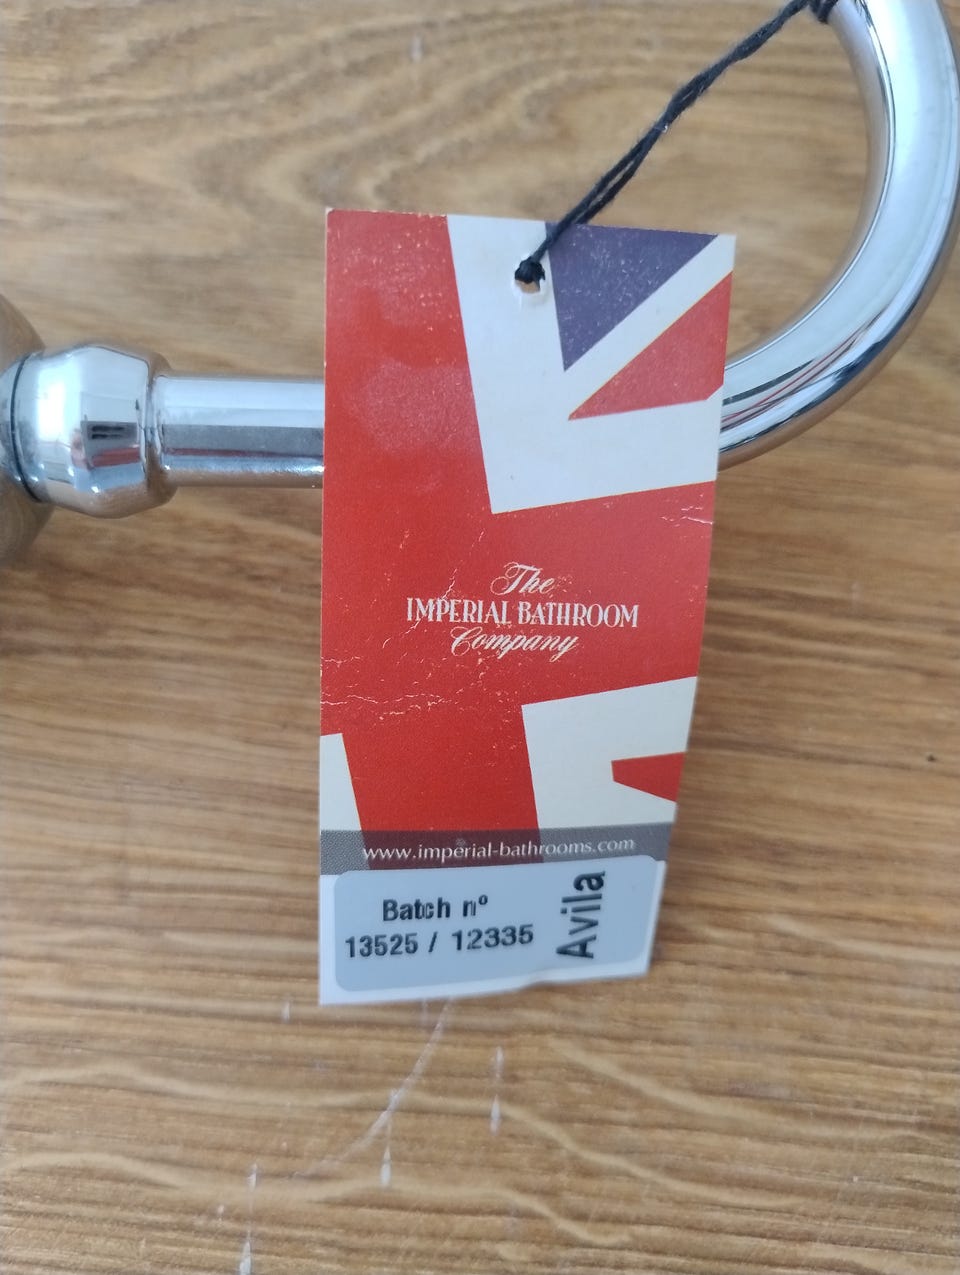 The
IMPERIAL BATHROOM
Company
www.imperial-bathrooms.com
Batch nº
13525 / 12335
Avila